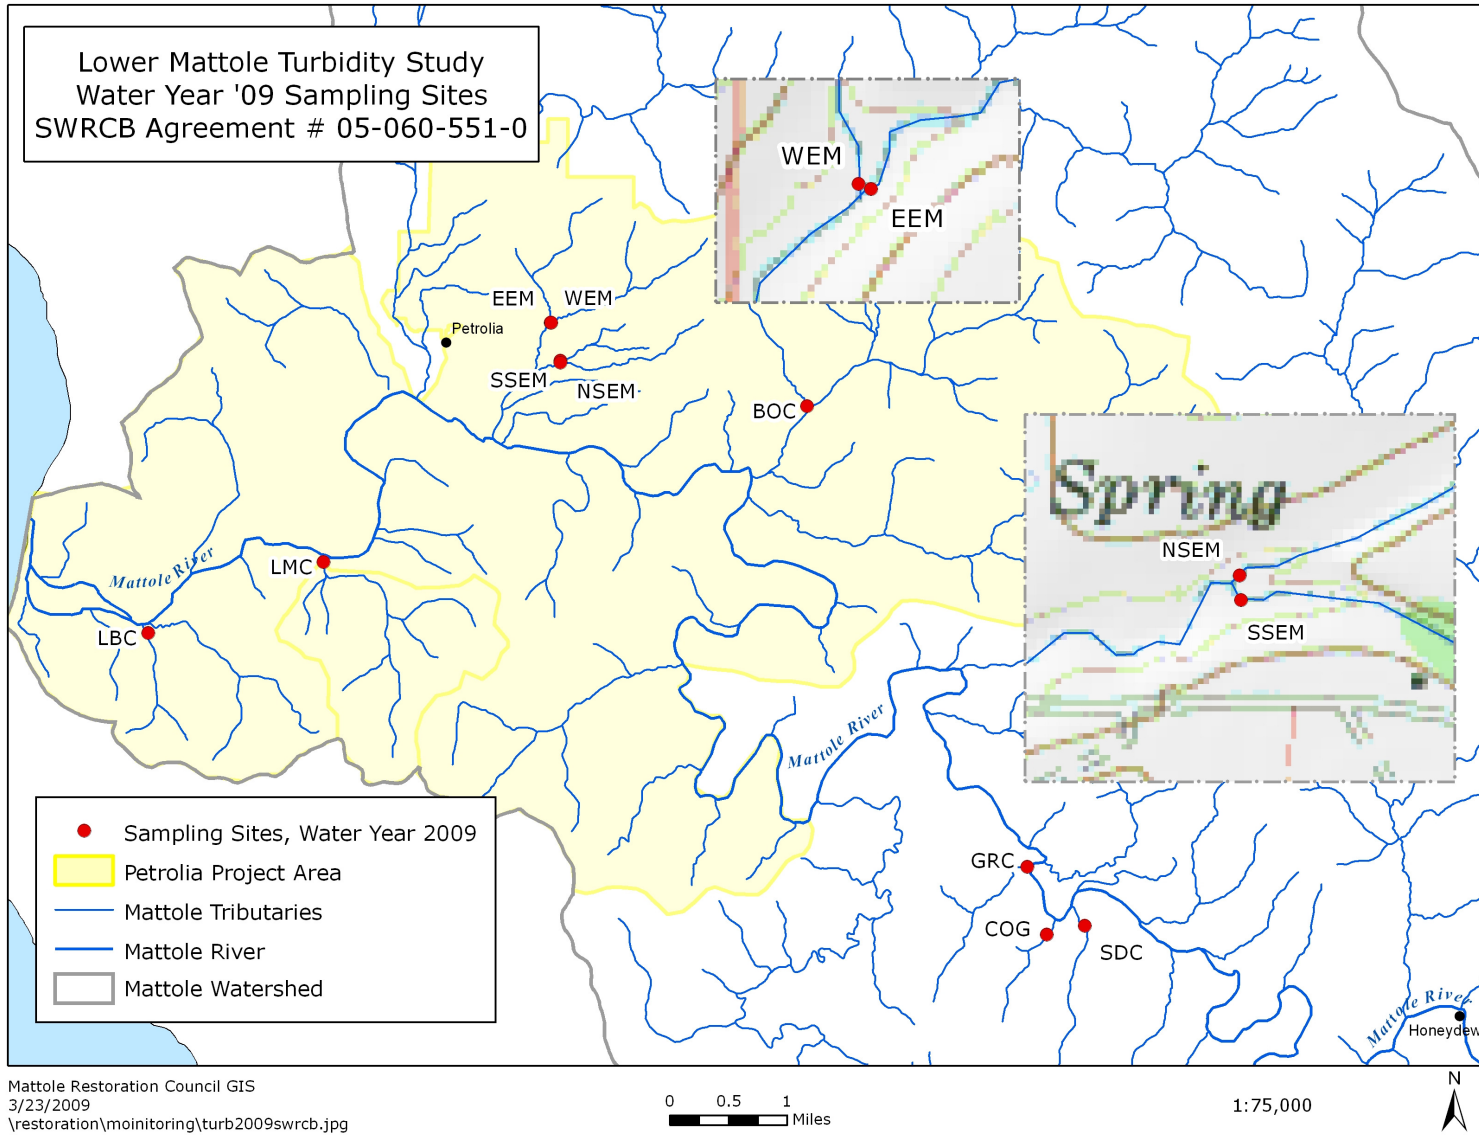 Lower Mattole Turbidity Study
Water Year '09 Sampling Sites
SWRCB Agreement # 05-060-551-0
WEM
EEM
EEM
WEM
Petrolia
SSEM
NSEM
BOC
Spring
NSEM
SSEM
LMC
Mattole River
LBC
Mattole River
Sampling Sites, Water Year 2009
Petrolia Project Area
Mattole Tributaries
Mattole River
Mattole Watershed
GRC
COG
SDC
Mattole River
Honeydew
Mattole Restoration Council GIS
3/23/2009
\restoration\moinitoring\turb2009swrcb.jpg
0 0.5 1
Miles
1:75,000
N